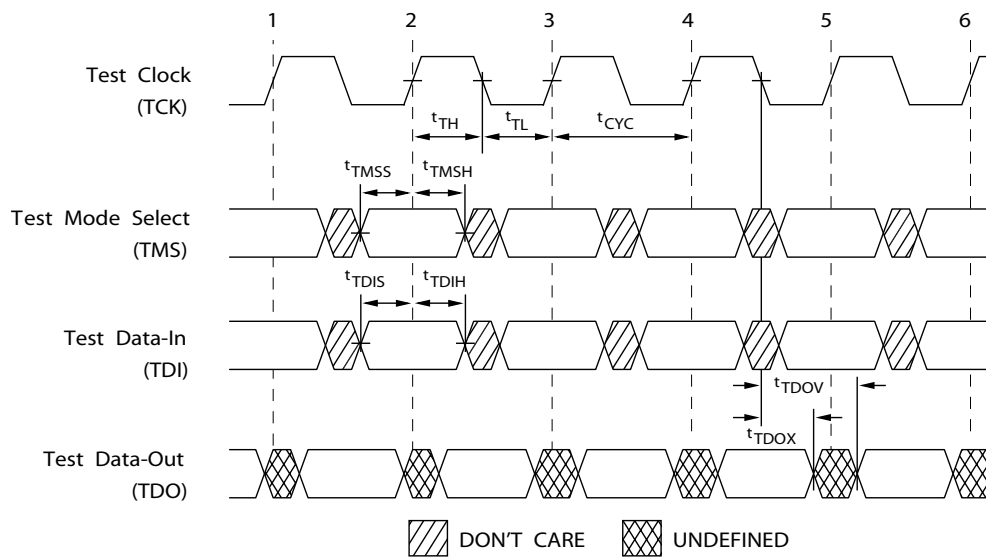 1 2 3 4 5 6
Test Clock
(TCK)
tTH tTL tCYC
tTMSS tTMSH
Test Mode Select
(TMS)
tTDIS tTDIH
Test Data-In
(TDI)
tTDOV
tTDOX
Test Data-Out
(TDO)
DON'T CARE UNDEFINED